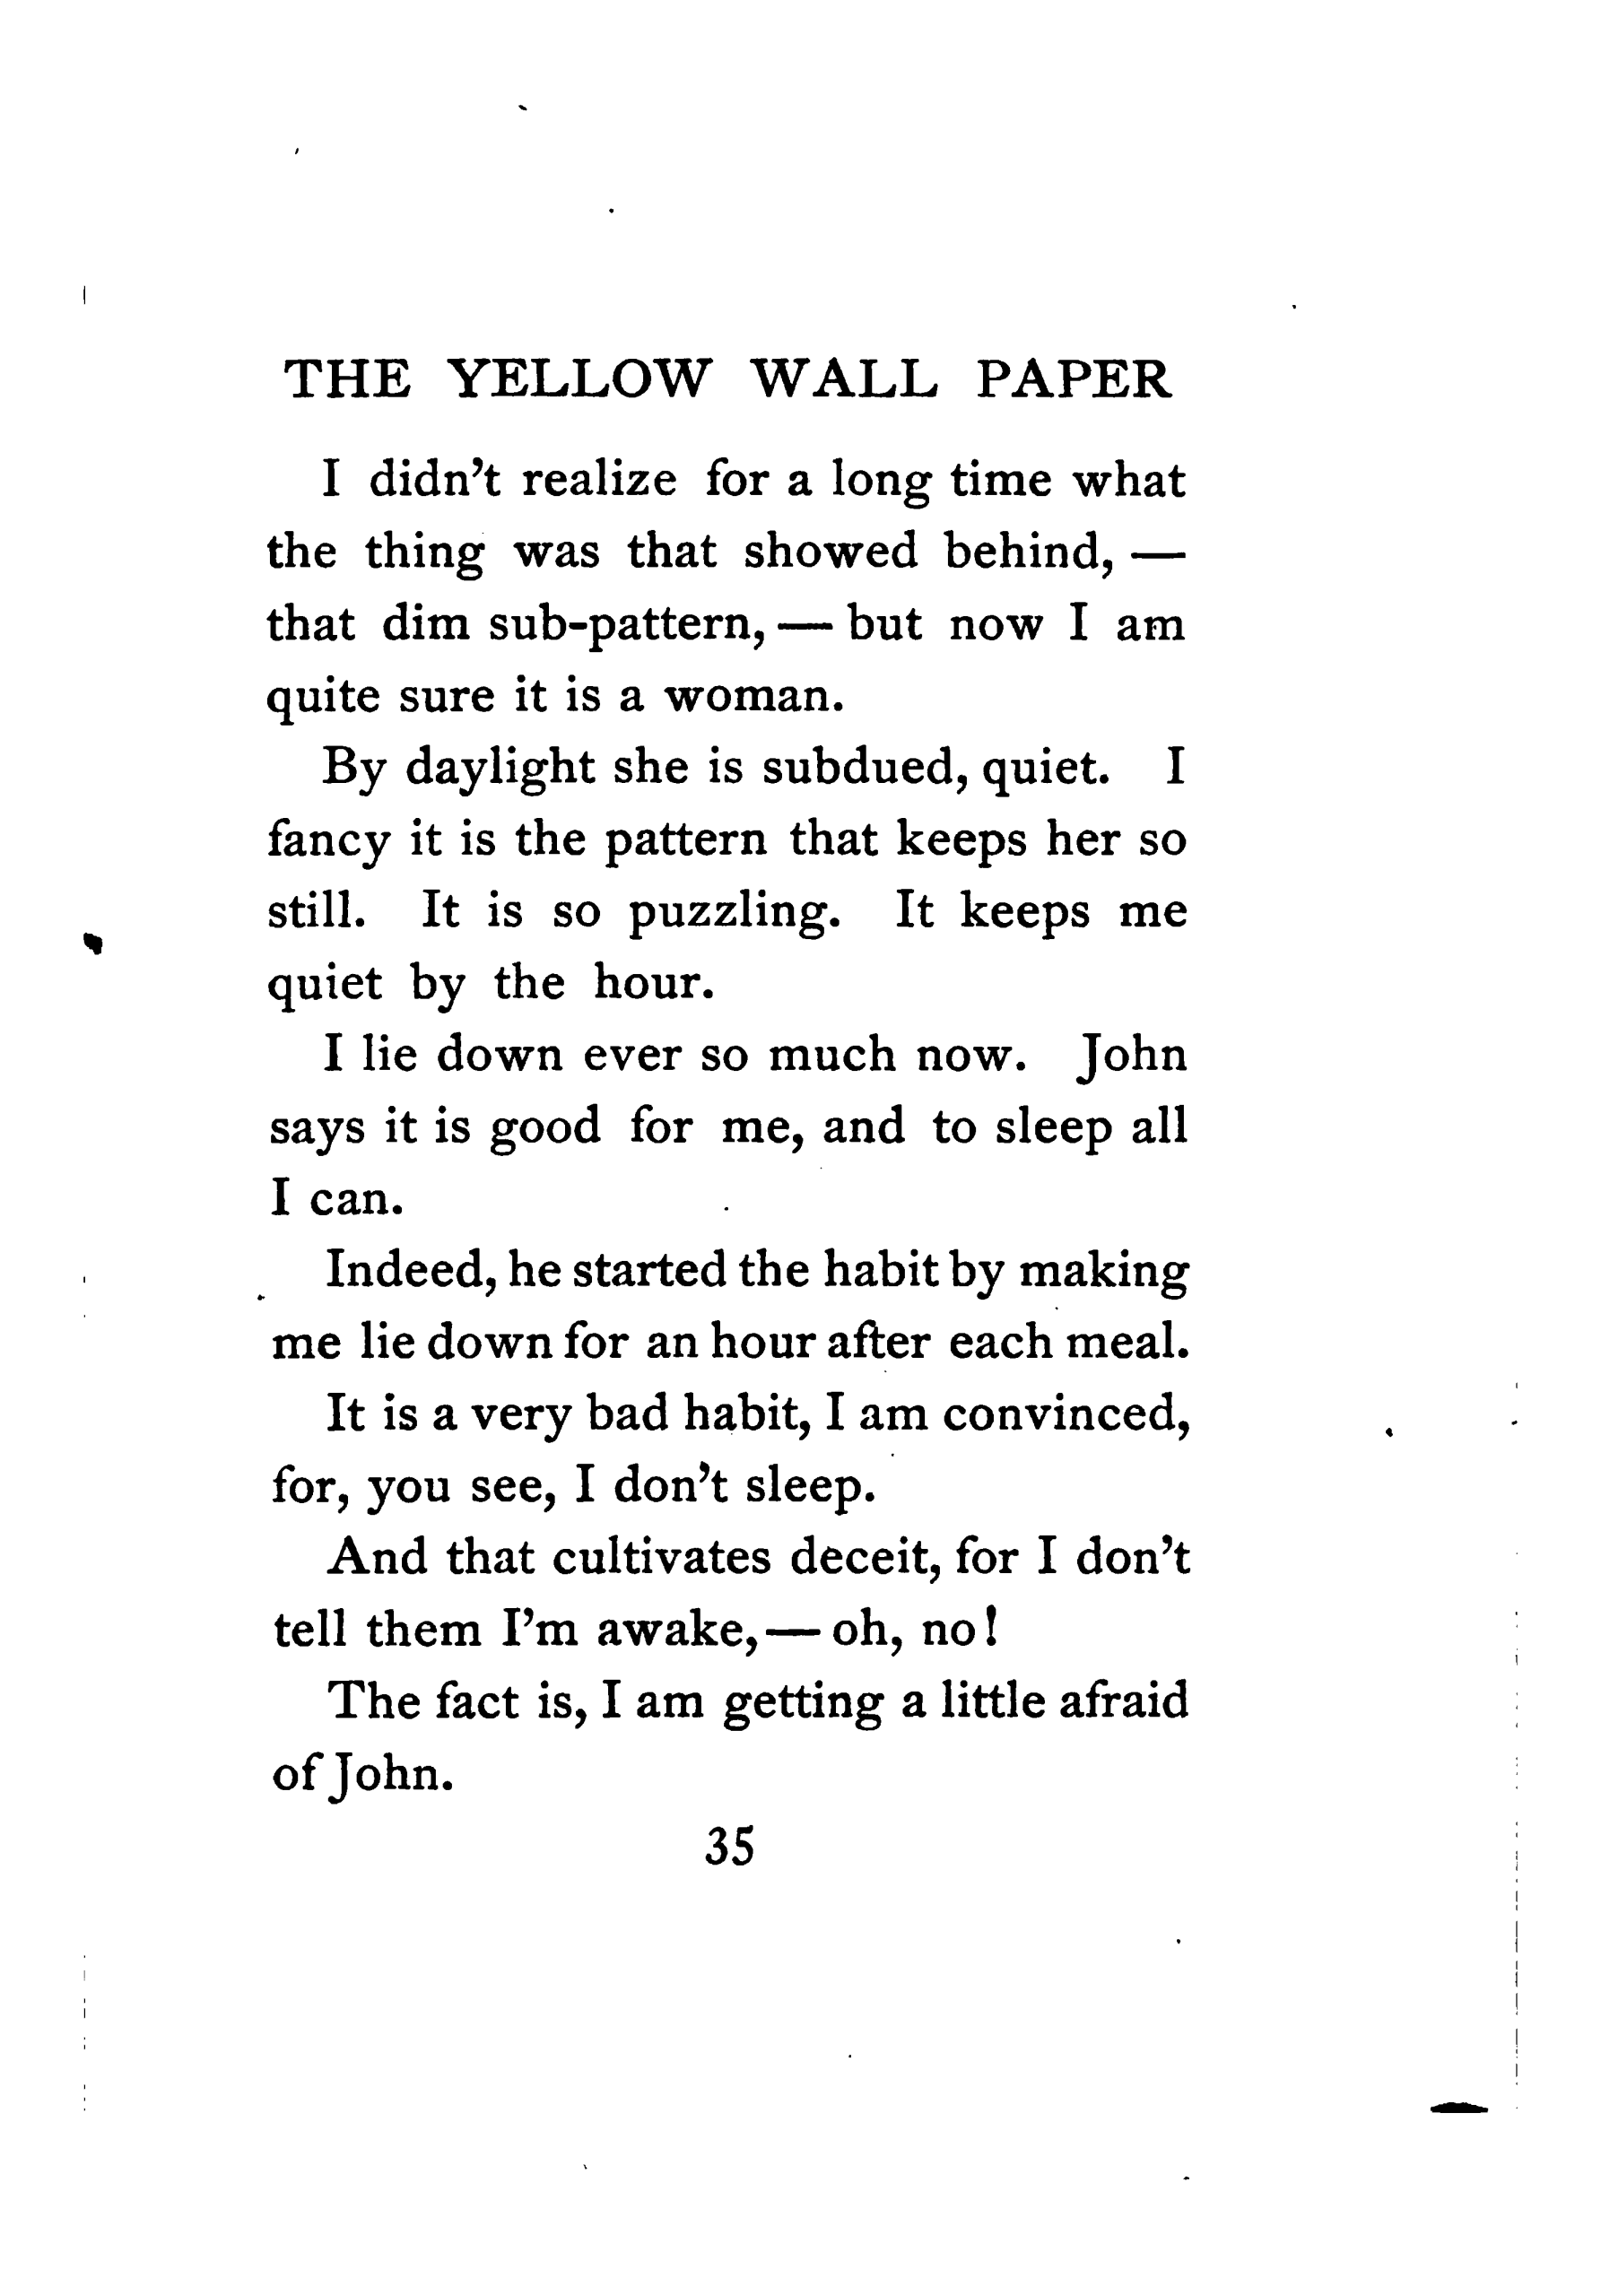 THE YELLOW WALL PAPER
I didn't realize for a long time what
the thing was that showed behind, —
that dim sub-pattern, — but now I am
quite sure it is a woman.
By daylight she is subdued, quiet. I
fancy it is the pattern that keeps her so
still. It is so puzzling. It keeps me
quiet by the hour.
I lie down ever so much now. John
says it is good for me, and to sleep all
I can.
Indeed, he started the habit by making
me lie down for an hour after each meal.
It is a very bad habit, I am convinced,
for, you see, I don't sleep.
And that cultivates deceit, for I don't
tell them I'm awake, — oh, no!
The fact is, I am getting a little afraid
of John.
35